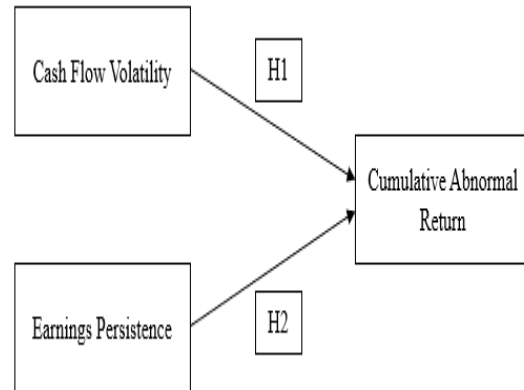 Cash Flow Volatility
H1
Cumulative Abnormal
Return
Earnings Persistence
H2